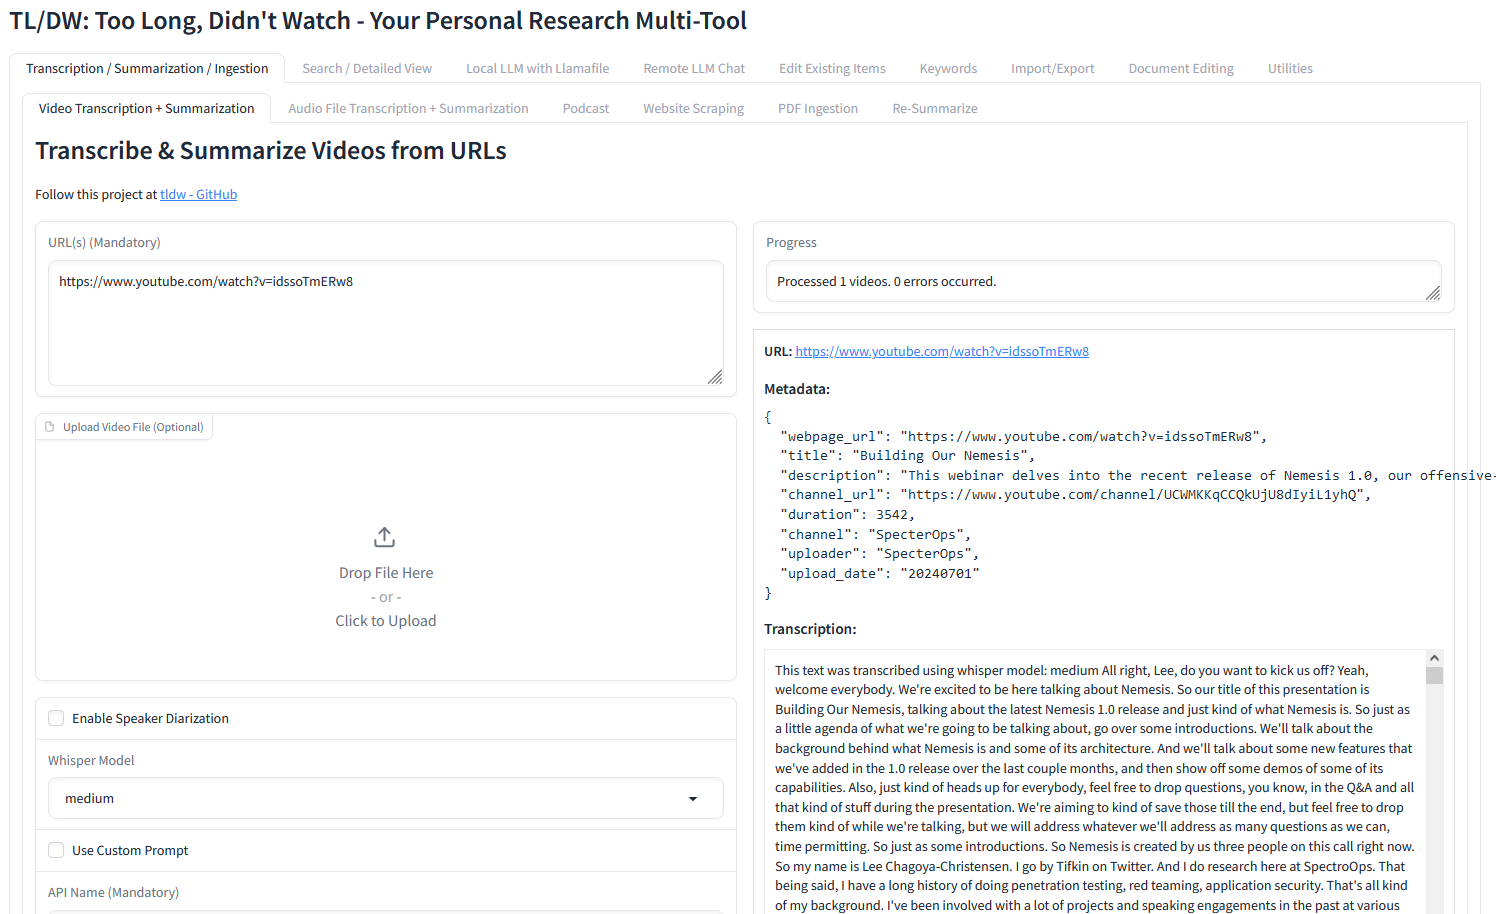 TL/DW: Too Long, Didn't Watch - Your Personal Research Multi-Tool
Transcription / Summarization / Ingestion
Search / Detailed View
Local LLM with Llamafile
Remote LLM Chat
Edit Existing Items
Keywords
Import/Export
Document Editing
Utilities
Video Transcription + Summarization
Audio File Transcription + Summarization
Podcast
Website Scraping
PDF Ingestion
Re-Summarize
Transcribe & Summarize Videos from URLs
Follow this project at tldw - GitHub
URL(s) (Mandatory)
https://www.youtube.com/watch?v=idssoTmERw8
Upload Video File (Optional)
Drop File Here
- or -
Click to Upload
Enable Speaker Diarization
Whisper Model
medium
Use Custom Prompt
API Name (Mandatory)
Progress
Processed 1 videos. 0 errors occurred.
URL: https://www.youtube.com/watch?v=idssoTmERw8
Metadata:
{
"webpage_url": "https://www.youtube.com/watch?v=idssoTmERw8",
"title": "Building Our Nemesis",
"description": "This webinar delves into the recent release of Nemesis 1.0, our offensive-
"channel_url": "https://www.youtube.com/channel/UCWMKKqCCQkUjU8dIyiL1yhQ",
"duration": 3542,
"channel": "SpecterOps",
"uploader": "SpecterOps",
"upload_date": "20240701"
}
Transcription:
This text was transcribed using whisper model: medium All right, Lee, do you want to kick us off? Yeah,
welcome everybody. We're excited to be here talking about Nemesis. So our title of this presentation is
Building Our Nemesis, talking about the latest Nemesis 1.0 release and just kind of what Nemesis is. So just as
a little agenda of what we're going to be talking about, go over some introductions. We'll talk about the
background behind what Nemesis is and some of its architecture. And we'll talk about some new features that
we've added in the 1.0 release over the last couple months, and then show off some demos of some of its
capabilities. Also, just kind of heads up for everybody, feel free to drop questions, you know, in the Q&A and all
that kind of stuff during the presentation. We're aiming to kind of save those till the end, but feel free to drop
them kind of while we're talking, but we will address whatever we'll address as many questions as we can,
time permitting. So just as some introductions. So Nemesis is created by us three people on this call right now.
So my name is Lee Chagoya-Christensen. I go by Tifkin on Twitter. And I do research here at SpectroOps. That
being said, I have a long history of doing penetration testing, red teaming, application security. That's all kind
of my background. I've been involved with a lot of projects and speaking engagements in the past at various